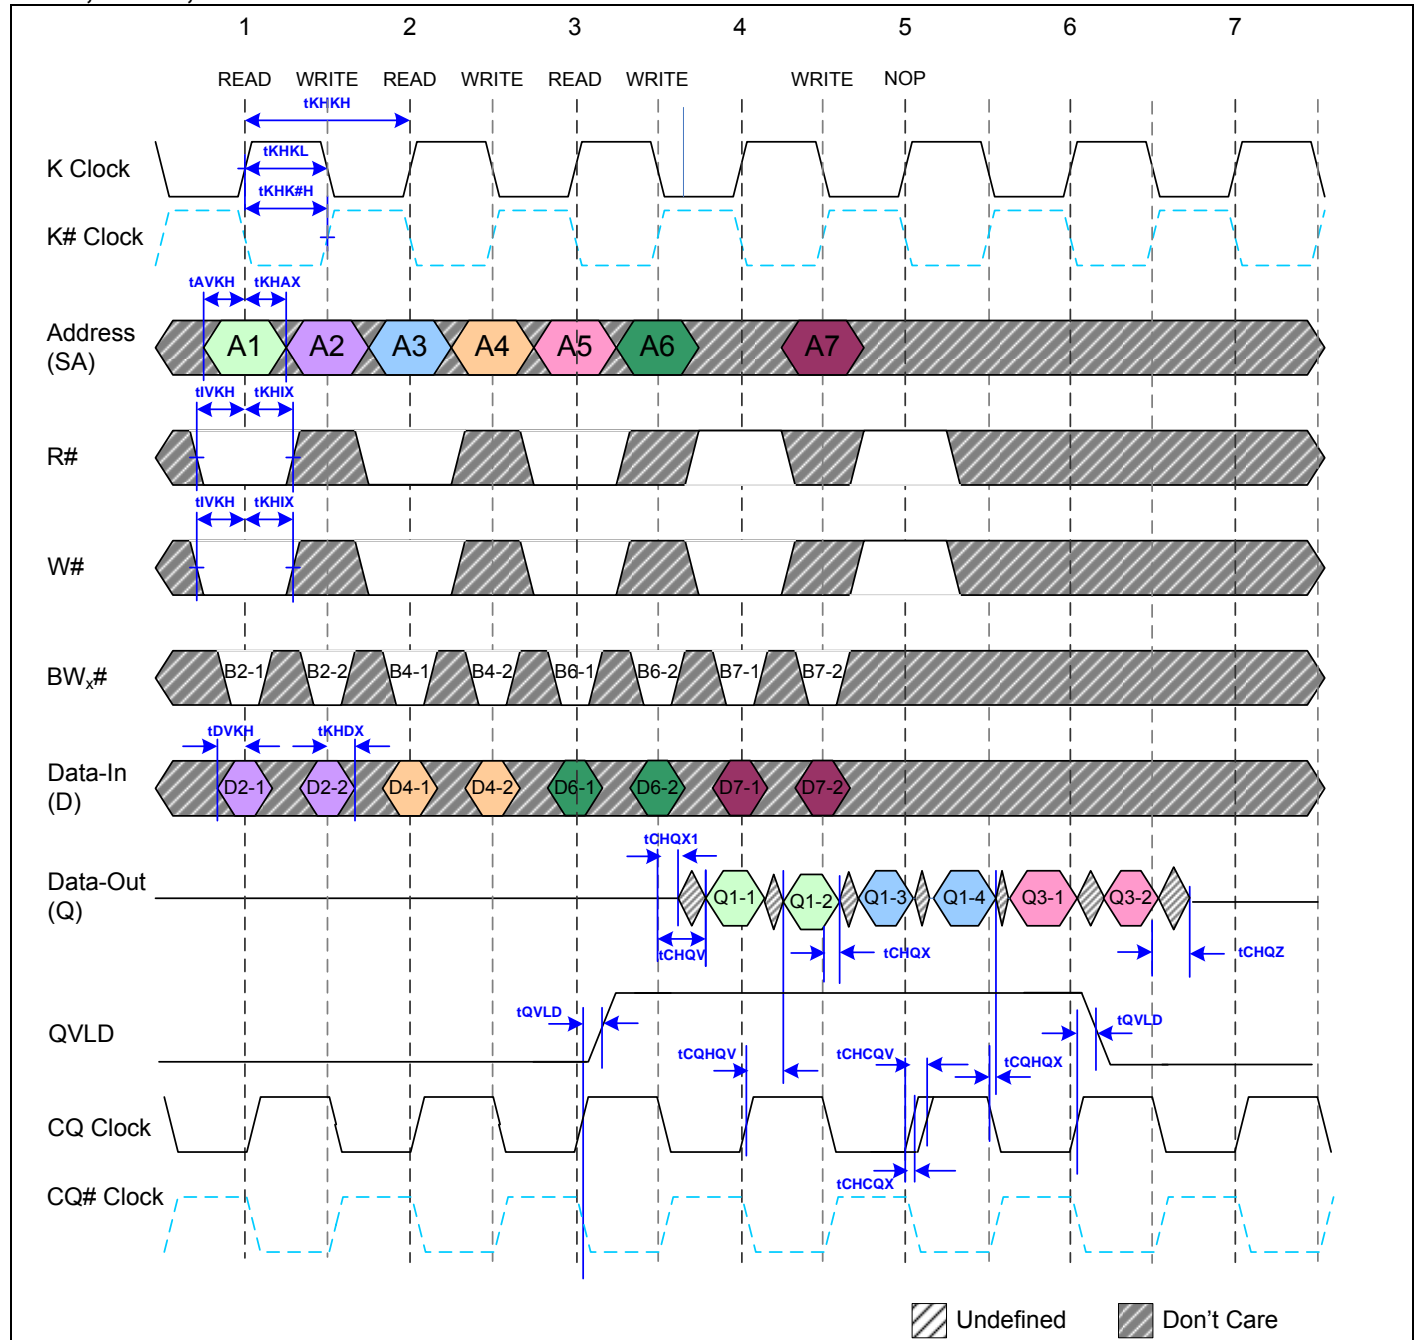 1 2 3 4 5 6 7
READ WRITE READ WRITE READ WRITE WRITE NOP
tKHKH
K Clock
tKHKL
tKHK#H
K# Clock
tAVKH tKHAX
Address
(SA)
A1 A2 A3 A4 A5 A6 A7
tIVKH tKHIX
R#
tIVKH tKHIX
W#
BWx#
B2-1 B2-2 B4-1 B4-2 B6-1 B6-2 B7-1 B7-2
tDVKH tKHDX
Data-In
(D)
D2-1 D2-2 D4-1 D4-2 D6-1 D6-2 D7-1 D7-2
tCHQX1
Data-Out
(Q)
Q1-1 Q1-2 Q1-3 Q1-4 Q3-1 Q3-2
tCHQV tCHQX tCHQZ
QVLD
tQVLD tQVLD
tCQHQV tCHCQV tCQHQX
CQ Clock
tCHCQX
CQ# Clock
Undefined Don't Care